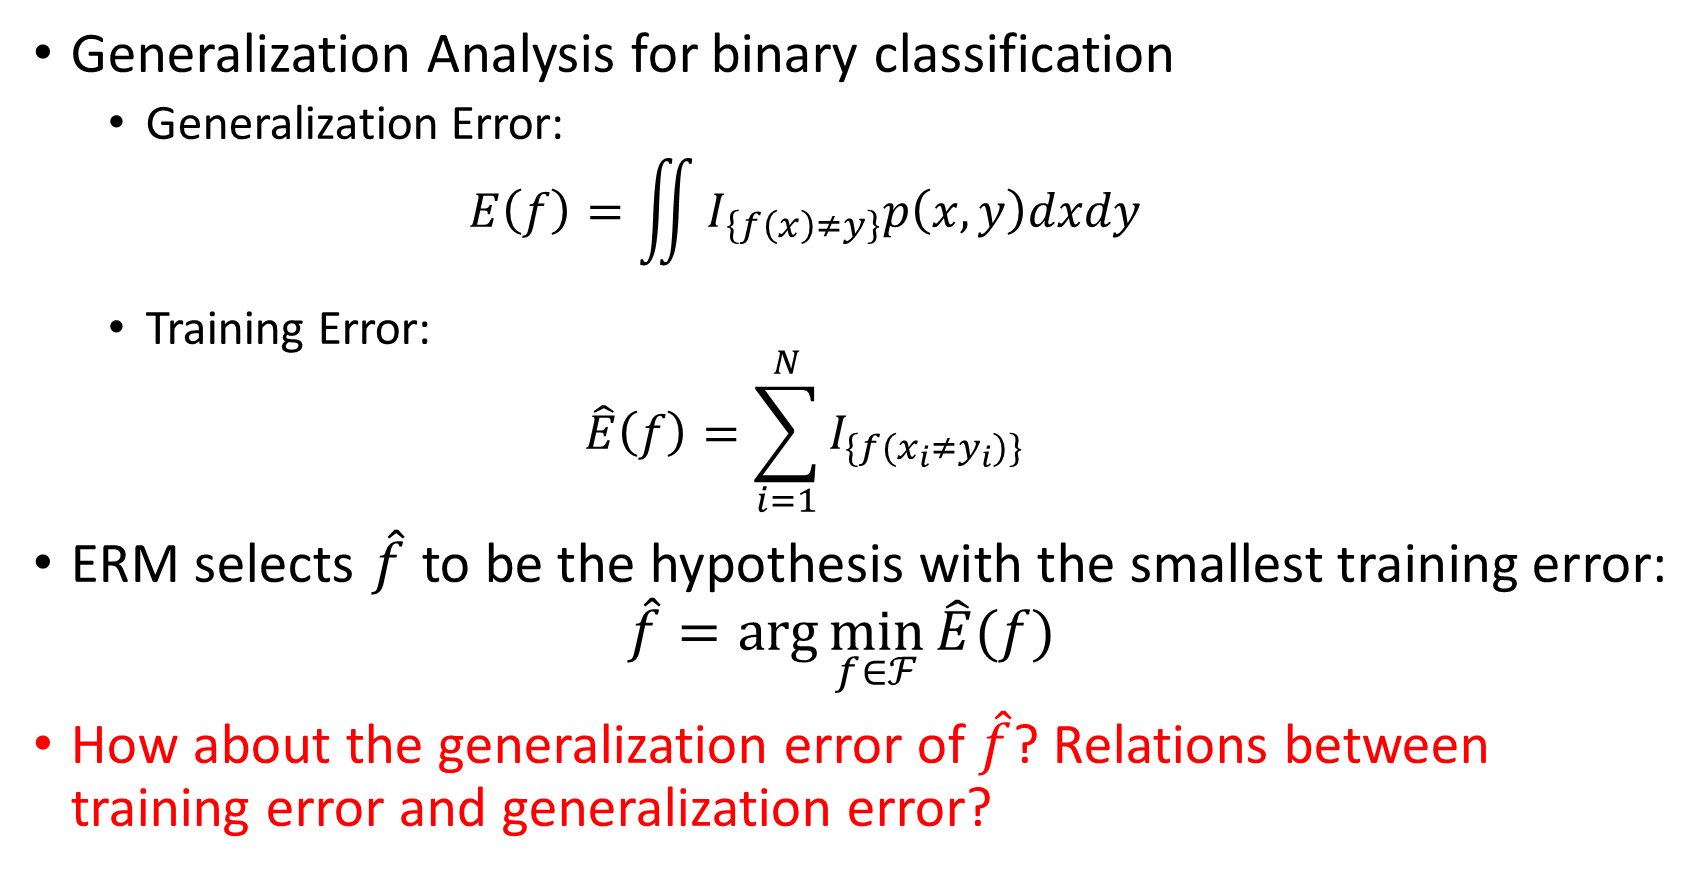 • Generalization Analysis for binary classification
• Generalization Error:
E(f) = ∬ I_{f(x)≠y} p(x, y)dxdy
• Training Error:
Ê(f) = ∑_{i=1}^{N} I_{f(x_i≠y_i)}
• ERM selects f̂ to be the hypothesis with the smallest training error:
f̂ = arg min_{f∈ℱ} Ê(f)
• How about the generalization error of f̂? Relations between
training error and generalization error?